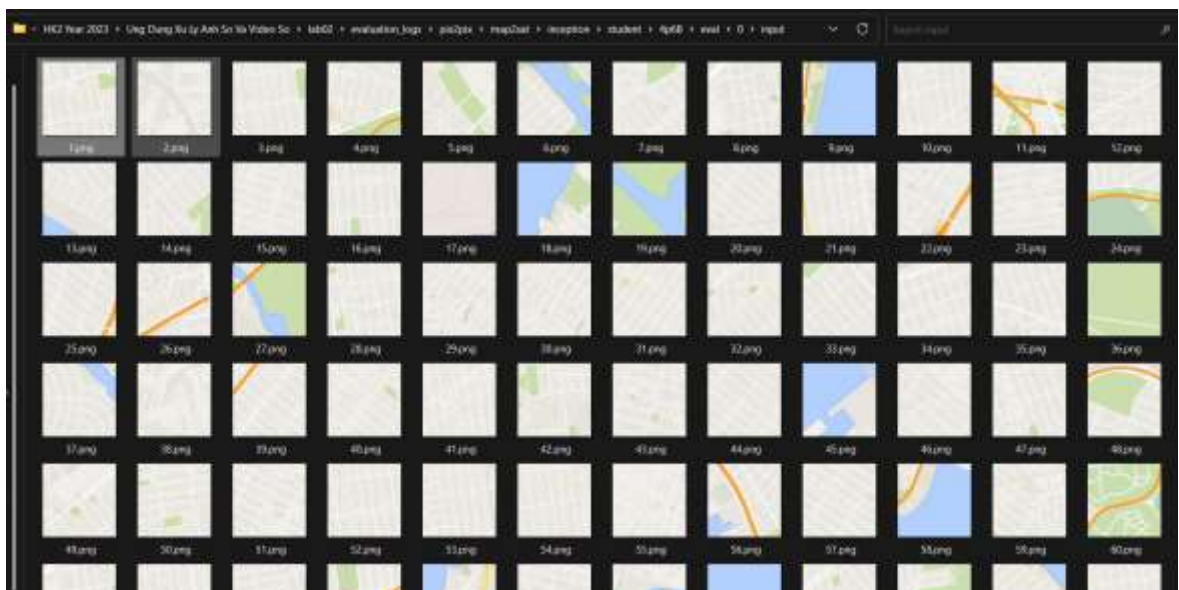 HK2 Year 2023 › Ung Dung Xu Ly Anh So Va Video So › lab02 › evaluation_logs › pix2pix › map2sat › inception › student › 4p6B › eval › 0 › input
1.png 2.png 3.png 4.png 5.png 6.png 7.png 8.png 9.png 10.png 11.png 12.png
13.png 14.png 15.png 16.png 17.png 18.png 19.png 20.png 21.png 22.png 23.png 24.png
25.png 26.png 27.png 28.png 29.png 30.png 31.png 32.png 33.png 34.png 35.png 36.png
37.png 38.png 39.png 40.png 41.png 42.png 43.png 44.png 45.png 46.png 47.png 48.png
49.png 50.png 51.png 52.png 53.png 54.png 55.png 56.png 57.png 58.png 59.png 60.png